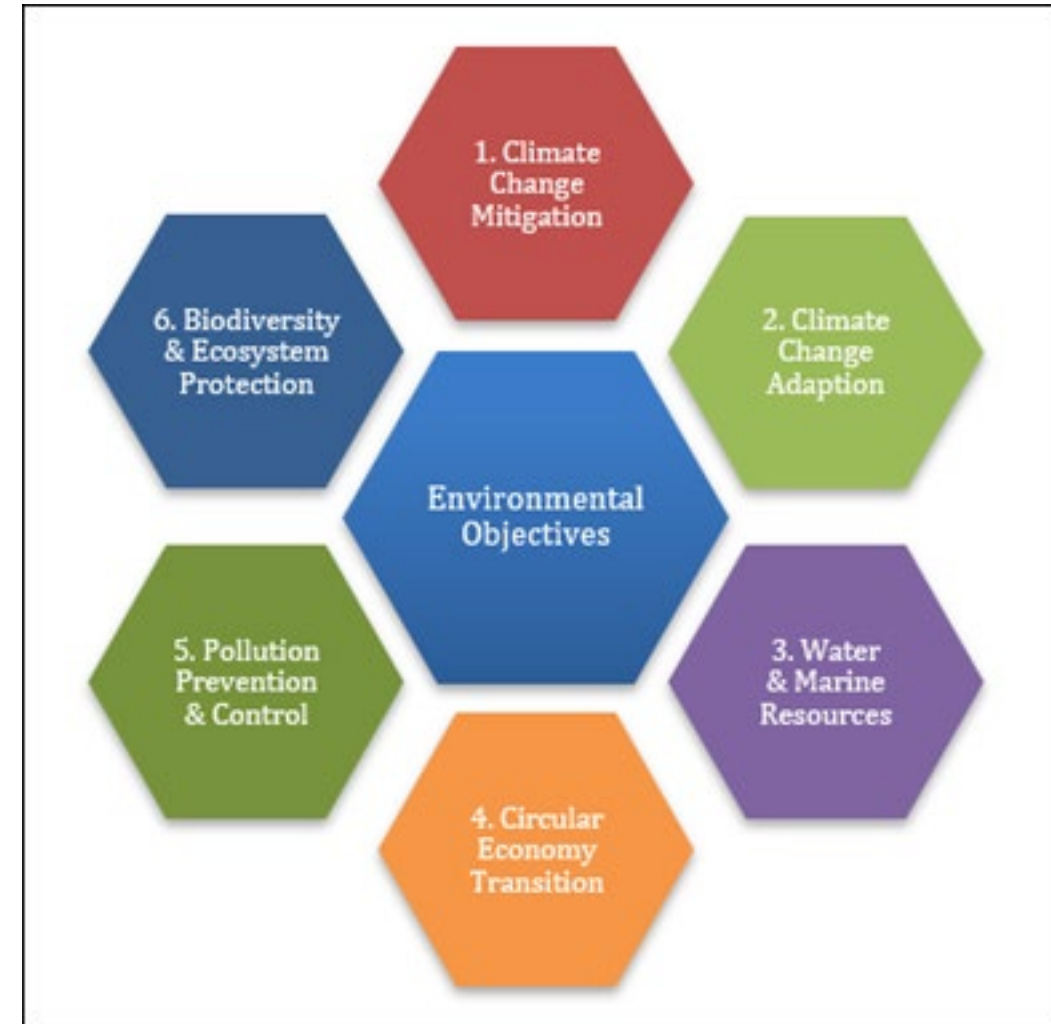 1. Climate
Change
Mitigation
2. Climate
Change
Adaption
3. Water
& Marine
Resources
4. Circular
Economy
Transition
5. Pollution
Prevention
& Control
6. Biodiversity
& Ecosystem
Protection
Environmental
Objectives